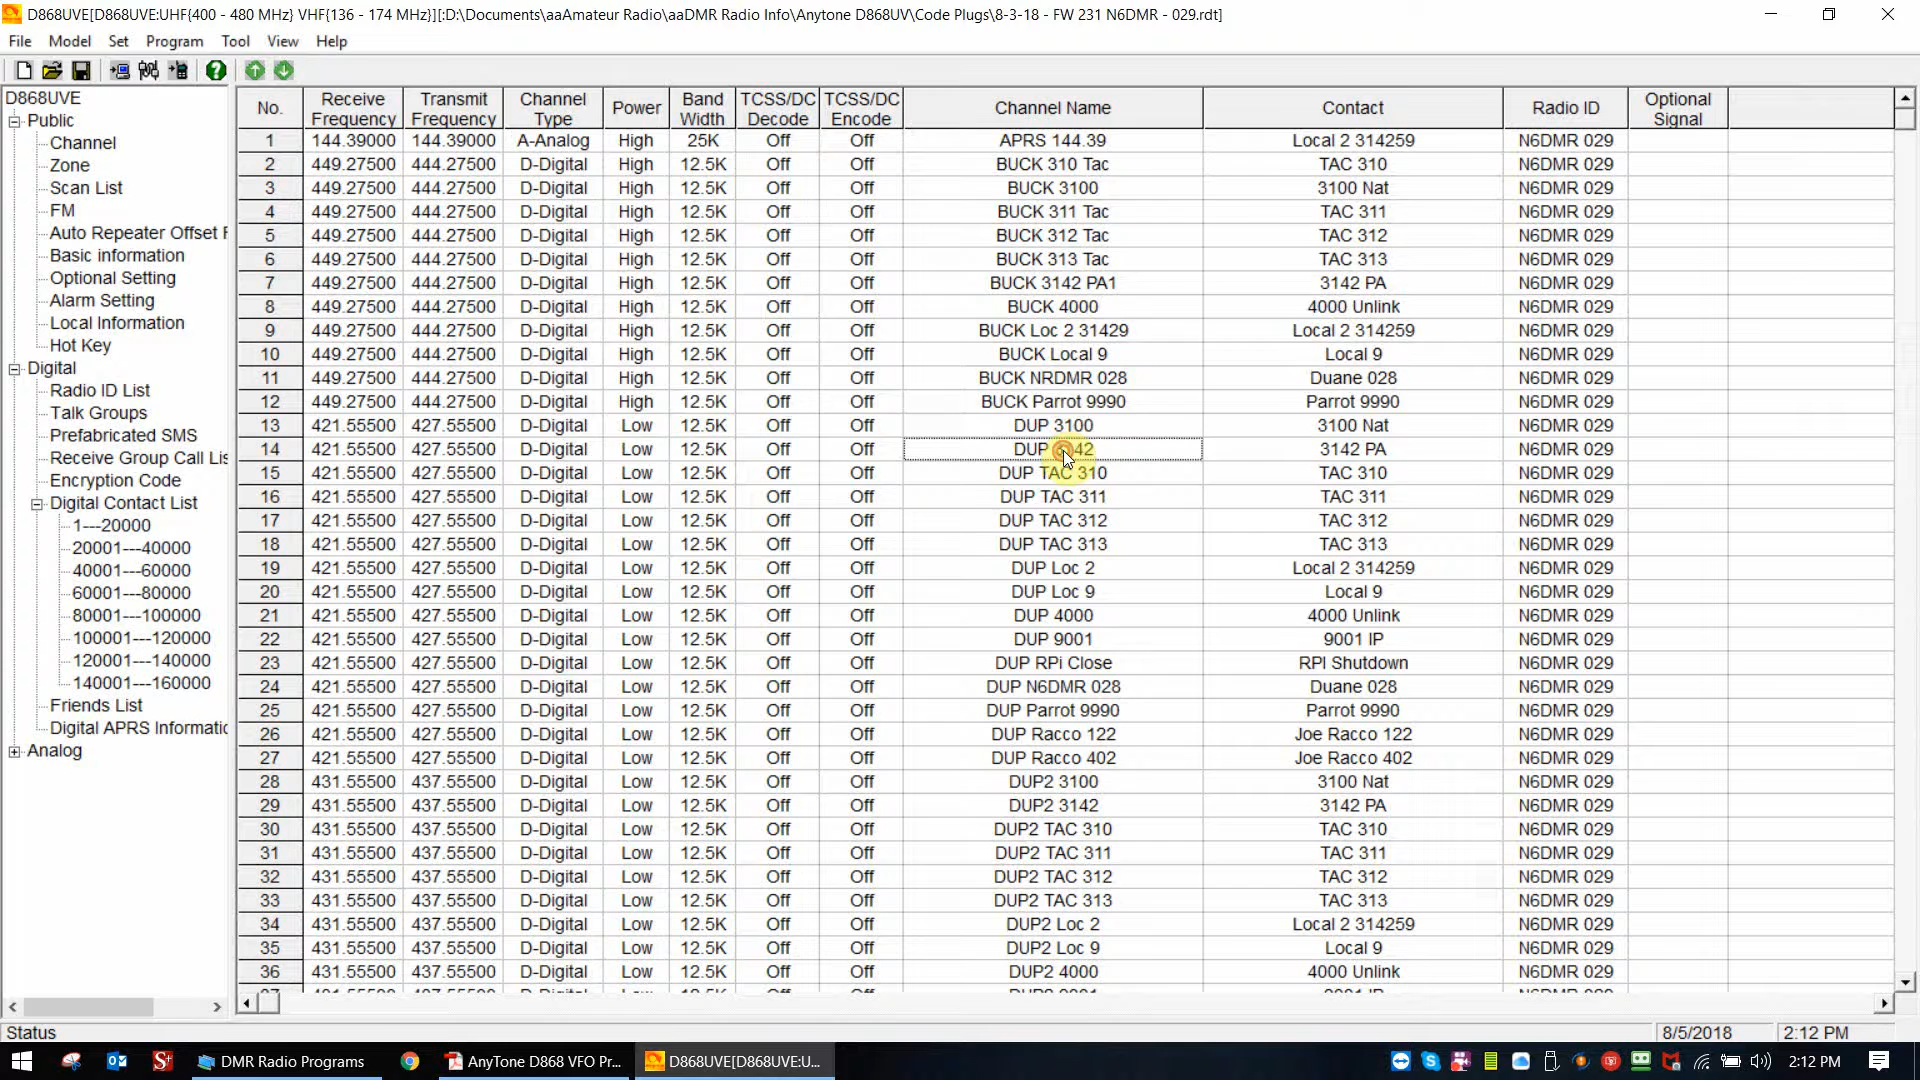 D868UVE[D868UVE:UHF{400 - 480 MHz} VHF{136 - 174 MHz}][:D:\Documents\aaAmateur Radio\aaDMR Radio Info\Anytone D868UV\Code Plugs\8-3-18 - FW 231 N6DMR - 029.rdt]
File Model Set Program Tool View Help
D868UVE
Public
Channel
Zone
Scan List
FM
Auto Repeater Offset F
Basic information
Optional Setting
Alarm Setting
Local Information
Hot Key
Digital
Radio ID List
Talk Groups
Prefabricated SMS
Receive Group Call Lis
Encryption Code
Digital Contact List
1---20000
20001---40000
40001---60000
60001---80000
80001---100000
100001---120000
120001---140000
140001---160000
Friends List
Digital APRS Informatio
Analog
No. Receive Frequency Transmit Frequency Channel Type Power Band Width TCSS/DC Decode TCSS/DC Encode Channel Name Contact Radio ID Optional Signal
1 144.39000 144.39000 A-Analog High 25K Off Off APRS 144.39 Local 2 314259 N6DMR 029
2 449.27500 444.27500 D-Digital High 12.5K Off Off BUCK 310 Tac TAC 310 N6DMR 029
3 449.27500 444.27500 D-Digital High 12.5K Off Off BUCK 3100 3100 Nat N6DMR 029
4 449.27500 444.27500 D-Digital High 12.5K Off Off BUCK 311 Tac TAC 311 N6DMR 029
5 449.27500 444.27500 D-Digital High 12.5K Off Off BUCK 312 Tac TAC 312 N6DMR 029
6 449.27500 444.27500 D-Digital High 12.5K Off Off BUCK 313 Tac TAC 313 N6DMR 029
7 449.27500 444.27500 D-Digital High 12.5K Off Off BUCK 3142 PA1 3142 PA N6DMR 029
8 449.27500 444.27500 D-Digital High 12.5K Off Off BUCK 4000 4000 Unlink N6DMR 029
9 449.27500 444.27500 D-Digital High 12.5K Off Off BUCK Loc 2 31429 Local 2 314259 N6DMR 029
10 449.27500 444.27500 D-Digital High 12.5K Off Off BUCK Local 9 Local 9 N6DMR 029
11 449.27500 444.27500 D-Digital High 12.5K Off Off BUCK NRDMR 028 Duane 028 N6DMR 029
12 449.27500 444.27500 D-Digital High 12.5K Off Off BUCK Parrot 9990 Parrot 9990 N6DMR 029
13 421.55500 427.55500 D-Digital Low 12.5K Off Off DUP 3100 3100 Nat N6DMR 029
14 421.55500 427.55500 D-Digital Low 12.5K Off Off DUP 42 3142 PA N6DMR 029
15 421.55500 427.55500 D-Digital Low 12.5K Off Off DUP TAC 310 TAC 310 N6DMR 029
16 421.55500 427.55500 D-Digital Low 12.5K Off Off DUP TAC 311 TAC 311 N6DMR 029
17 421.55500 427.55500 D-Digital Low 12.5K Off Off DUP TAC 312 TAC 312 N6DMR 029
18 421.55500 427.55500 D-Digital Low 12.5K Off Off DUP TAC 313 TAC 313 N6DMR 029
19 421.55500 427.55500 D-Digital Low 12.5K Off Off DUP Loc 2 Local 2 314259 N6DMR 029
20 421.55500 427.55500 D-Digital Low 12.5K Off Off DUP Loc 9 Local 9 N6DMR 029
21 421.55500 427.55500 D-Digital Low 12.5K Off Off DUP 4000 4000 Unlink N6DMR 029
22 421.55500 427.55500 D-Digital Low 12.5K Off Off DUP 9001 9001 IP N6DMR 029
23 421.55500 427.55500 D-Digital Low 12.5K Off Off DUP RPi Close RPI Shutdown N6DMR 029
24 421.55500 427.55500 D-Digital Low 12.5K Off Off DUP N6DMR 028 Duane 028 N6DMR 029
25 421.55500 427.55500 D-Digital Low 12.5K Off Off DUP Parrot 9990 Parrot 9990 N6DMR 029
26 421.55500 427.55500 D-Digital Low 12.5K Off Off DUP Racco 122 Joe Racco 122 N6DMR 029
27 421.55500 427.55500 D-Digital Low 12.5K Off Off DUP Racco 402 Joe Racco 402 N6DMR 029
28 431.55500 437.55500 D-Digital Low 12.5K Off Off DUP2 3100 3100 Nat N6DMR 029
29 431.55500 437.55500 D-Digital Low 12.5K Off Off DUP2 3142 3142 PA N6DMR 029
30 431.55500 437.55500 D-Digital Low 12.5K Off Off DUP2 TAC 310 TAC 310 N6DMR 029
31 431.55500 437.55500 D-Digital Low 12.5K Off Off DUP2 TAC 311 TAC 311 N6DMR 029
32 431.55500 437.55500 D-Digital Low 12.5K Off Off DUP2 TAC 312 TAC 312 N6DMR 029
33 431.55500 437.55500 D-Digital Low 12.5K Off Off DUP2 TAC 313 TAC 313 N6DMR 029
34 431.55500 437.55500 D-Digital Low 12.5K Off Off DUP2 Loc 2 Local 2 314259 N6DMR 029
35 431.55500 437.55500 D-Digital Low 12.5K Off Off DUP2 Loc 9 Local 9 N6DMR 029
36 431.55500 437.55500 D-Digital Low 12.5K Off Off DUP2 4000 4000 Unlink N6DMR 029
Status 8/5/2018 2:12 PM
DMR Radio Programs AnyTone D868 VFO Pr... D868UVE[D868UVE:U... 2:12 PM